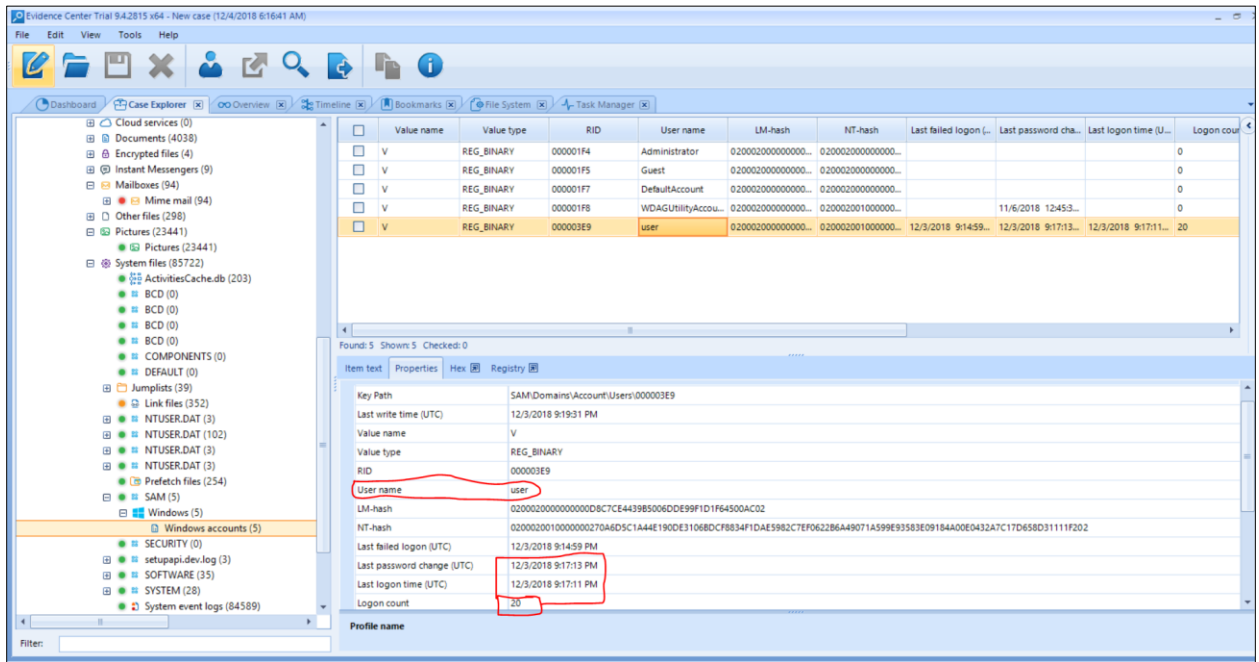 Evidence Center Trial 9.4.2815 x64 - New case (12/4/2018 6:16:41 AM)
File Edit View Tools Help
Dashboard Case Explorer Overview Timeline Bookmarks File System Task Manager
Cloud services (0)
Documents (4038)
Encrypted files (4)
Instant Messengers (9)
Mailboxes (94)
Mime mail (94)
Other files (298)
Pictures (23441)
Pictures (23441)
System files (85722)
ActivitiesCache.db (203)
BCD (0)
BCD (0)
BCD (0)
BCD (0)
COMPONENTS (0)
DEFAULT (0)
Jumplists (39)
Link files (352)
NTUSER.DAT (3)
NTUSER.DAT (102)
NTUSER.DAT (3)
NTUSER.DAT (3)
Prefetch files (254)
SAM (5)
Windows (5)
Windows accounts (5)
SECURITY (0)
setupapi.dev.log (3)
SOFTWARE (35)
SYSTEM (28)
System event logs (84589)
Filter:
Value name Value type RID User name LM-hash NT-hash Last failed logon (... Last password cha... Last logon time (U... Logon cour
V REG_BINARY 000001F4 Administrator 020002000000000... 020002000000000... 0
V REG_BINARY 000001F5 Guest 020002000000000... 020002000000000... 0
V REG_BINARY 000001F7 DefaultAccount 020002000000000... 020002000000000... 0
V REG_BINARY 000001F8 WDAGUtilityAccou... 020002000000000... 020002001000000... 11/6/2018 12:45:3... 0
V REG_BINARY 000003E9 user 020002000000000... 020002001000000... 12/3/2018 9:14:59... 12/3/2018 9:17:13... 12/3/2018 9:17:11... 20
Found: 5 Shown: 5 Checked: 0
Item text Properties Hex Registry
Key Path SAM\Domains\Account\Users\000003E9
Last write time (UTC) 12/3/2018 9:19:31 PM
Value name V
Value type REG_BINARY
RID 000003E9
User name user
LM-hash 0200020000000000D8C7CE4439B5006DDE99F1D1F64500AC02
NT-hash 0200020010000000270A6D5C1A44E190DE3106BDCF8834F1DAE5982C7EF0622B6A49071A599E93583E09184A00E0432A7C17D658D31111F202
Last failed logon (UTC) 12/3/2018 9:14:59 PM
Last password change (UTC) 12/3/2018 9:17:13 PM
Last logon time (UTC) 12/3/2018 9:17:11 PM
Logon count 20
Profile name